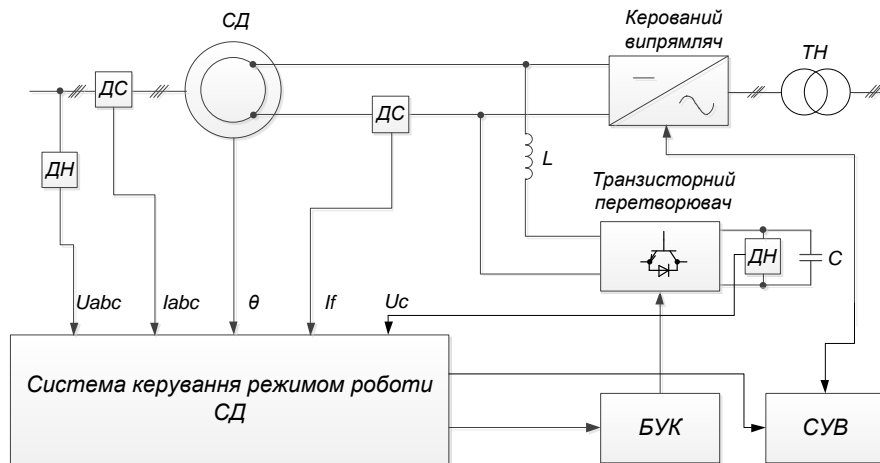 СД
Керований
випрямляч
ТН
ДС
ДС
ДН
L
Транзисторний
перетворювач
ДН
C
Uabc
Iabc
θ
If
Uc
Система керування режимом роботи
СД
БУК
СУВ